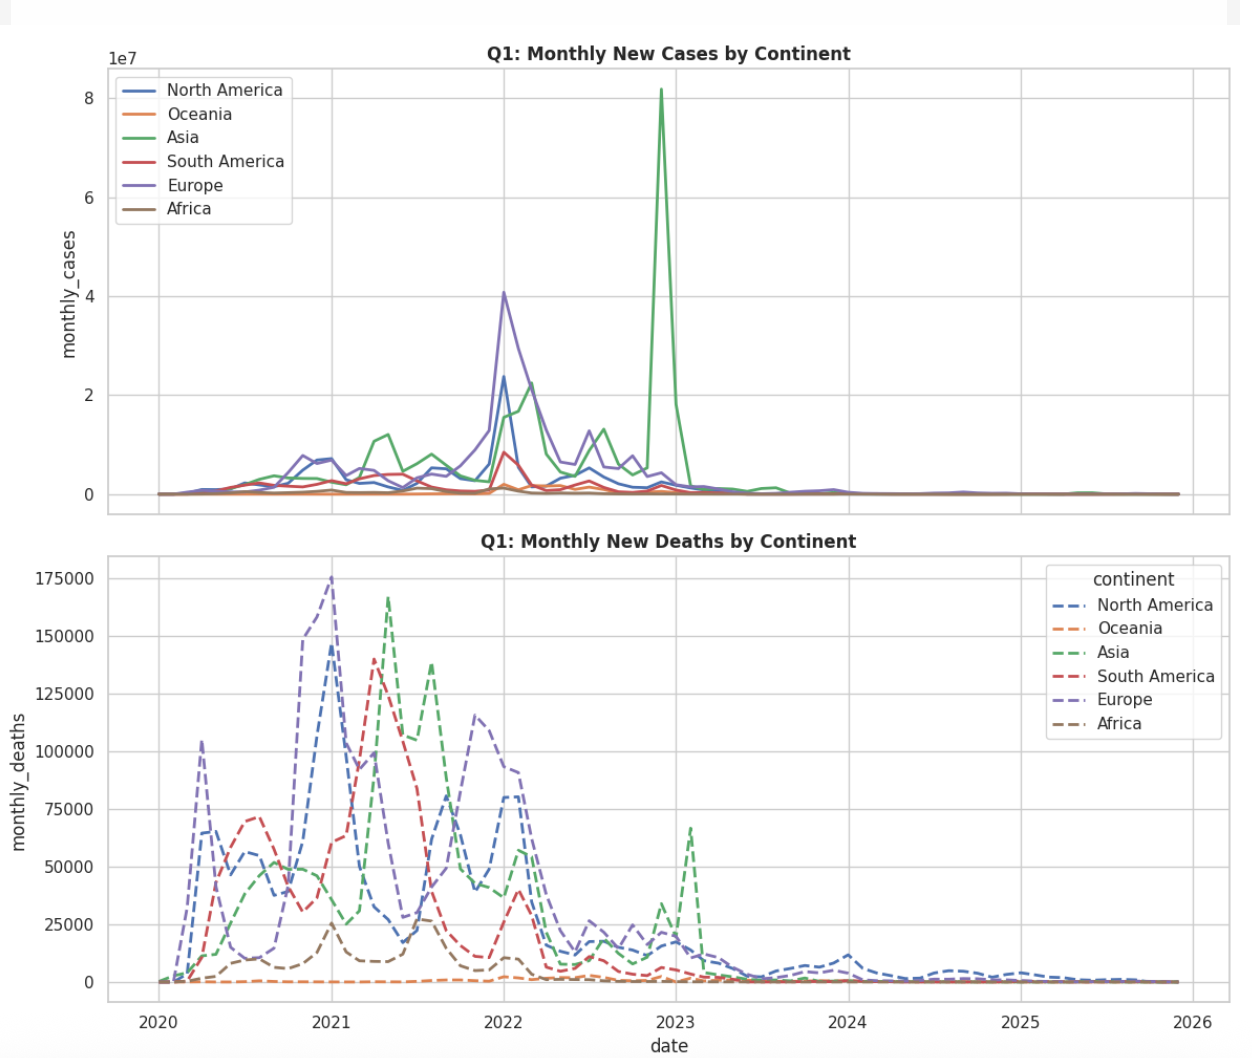 Q1: Monthly New Cases by Continent
1e7
North America
Oceania
Asia
South America
Europe
Africa
8
6
4
2
0
monthly_cases
Q1: Monthly New Deaths by Continent
continent
North America
Oceania
Asia
South America
Europe
Africa
175000
150000
125000
100000
75000
50000
25000
0
monthly_deaths
2020 2021 2022 2023 2024 2025 2026
date